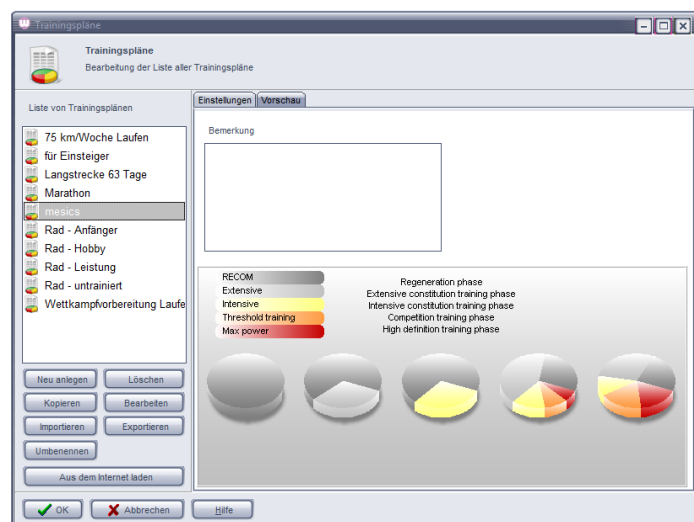 Trainingspläne
Trainingspläne
Bearbeitung der Liste aller Trainingspläne
Liste von Trainingsplänen
75 km/Woche Laufen
für Einsteiger
Langstrecke 63 Tage
Marathon
mesics
Rad - Anfänger
Rad - Hobby
Rad - Leistung
Rad - untrainiert
Wettkampfvorbereitung Laufe
Neu anlegen Löschen
Kopieren Bearbeiten
Importieren Exportieren
Umbenennen
Aus dem Internet laden
Einstellungen Vorschau
Bemerkung
RECOM
Extensive
Intensive
Threshold training
Max power
Regeneration phase
Extensive constitution training phase
Intensive constitution training phase
Competition training phase
High definition training phase
OK Abbrechen Hilfe